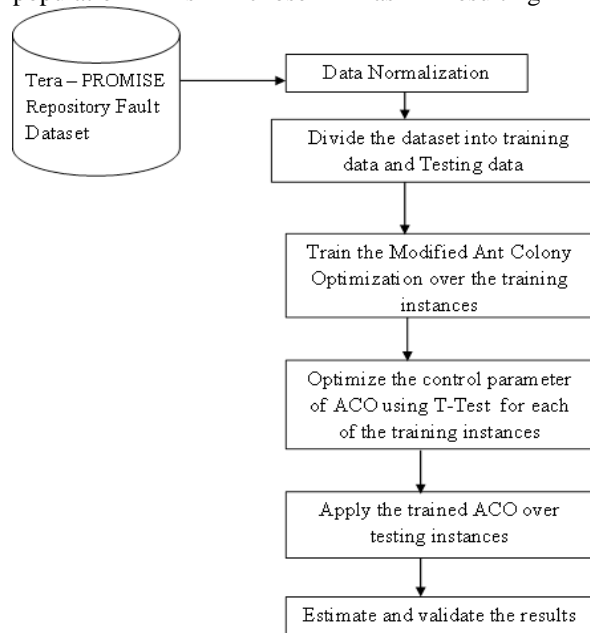 population resulting
Tera – PROMISE
Repository Fault
Dataset
Data Normalization
Divide the dataset into training
data and Testing data
Train the Modified Ant Colony
Optimization over the training
instances
Optimize the control parameter
of ACO using T-Test for each
of the training instances
Apply the trained ACO over
testing instances
Estimate and validate the results